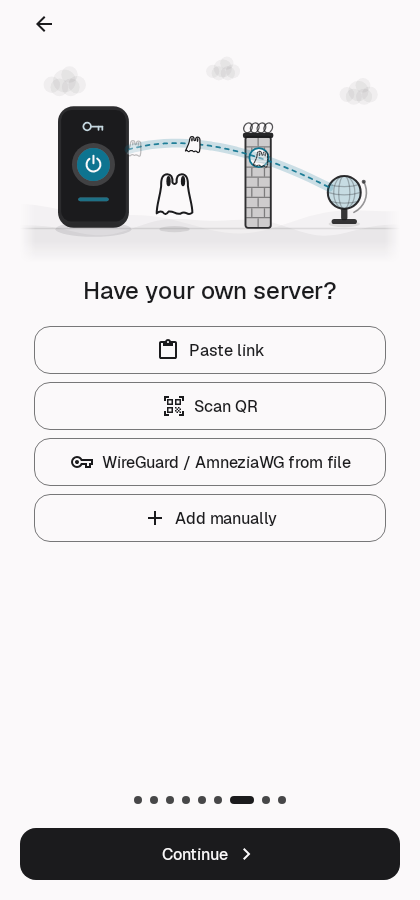 Have your own server?
Paste link
Scan QR
WireGuard / AmneziaWG from file
Add manually
Continue